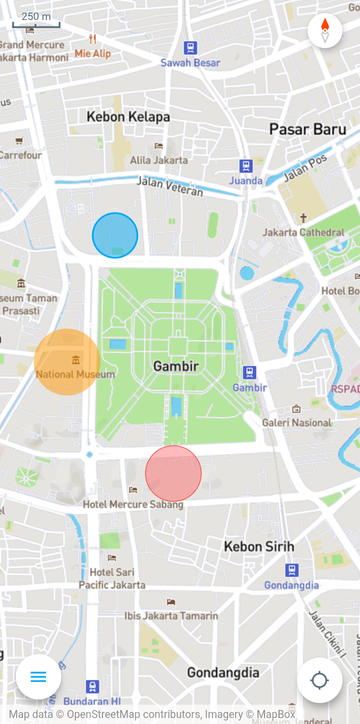 250 m
Grand Mercure
Jakarta Harmoni
Mie Alip
Sawah Besar
Kebon Kelapa
Pasar Baru
Carrefour
Alila Jakarta
Juanda
Jalan Pos
Jalan Veteran
Jakarta Cathedral
Hotel Bo
seum Taman
Prasasti
National Museum
Gambir
Gambir
RSPAD
Galeri Nasional
Hotel Mercure Sabang
Kebon Sirih
Hotel Sari
Pacific Jakarta
Gondangdia
Ibis Jakarta Tamarin
Jalan Cikini I
Gondangdia
Bundaran HI
Map data © OpenStreetMap contributors, Imagery © MapBox